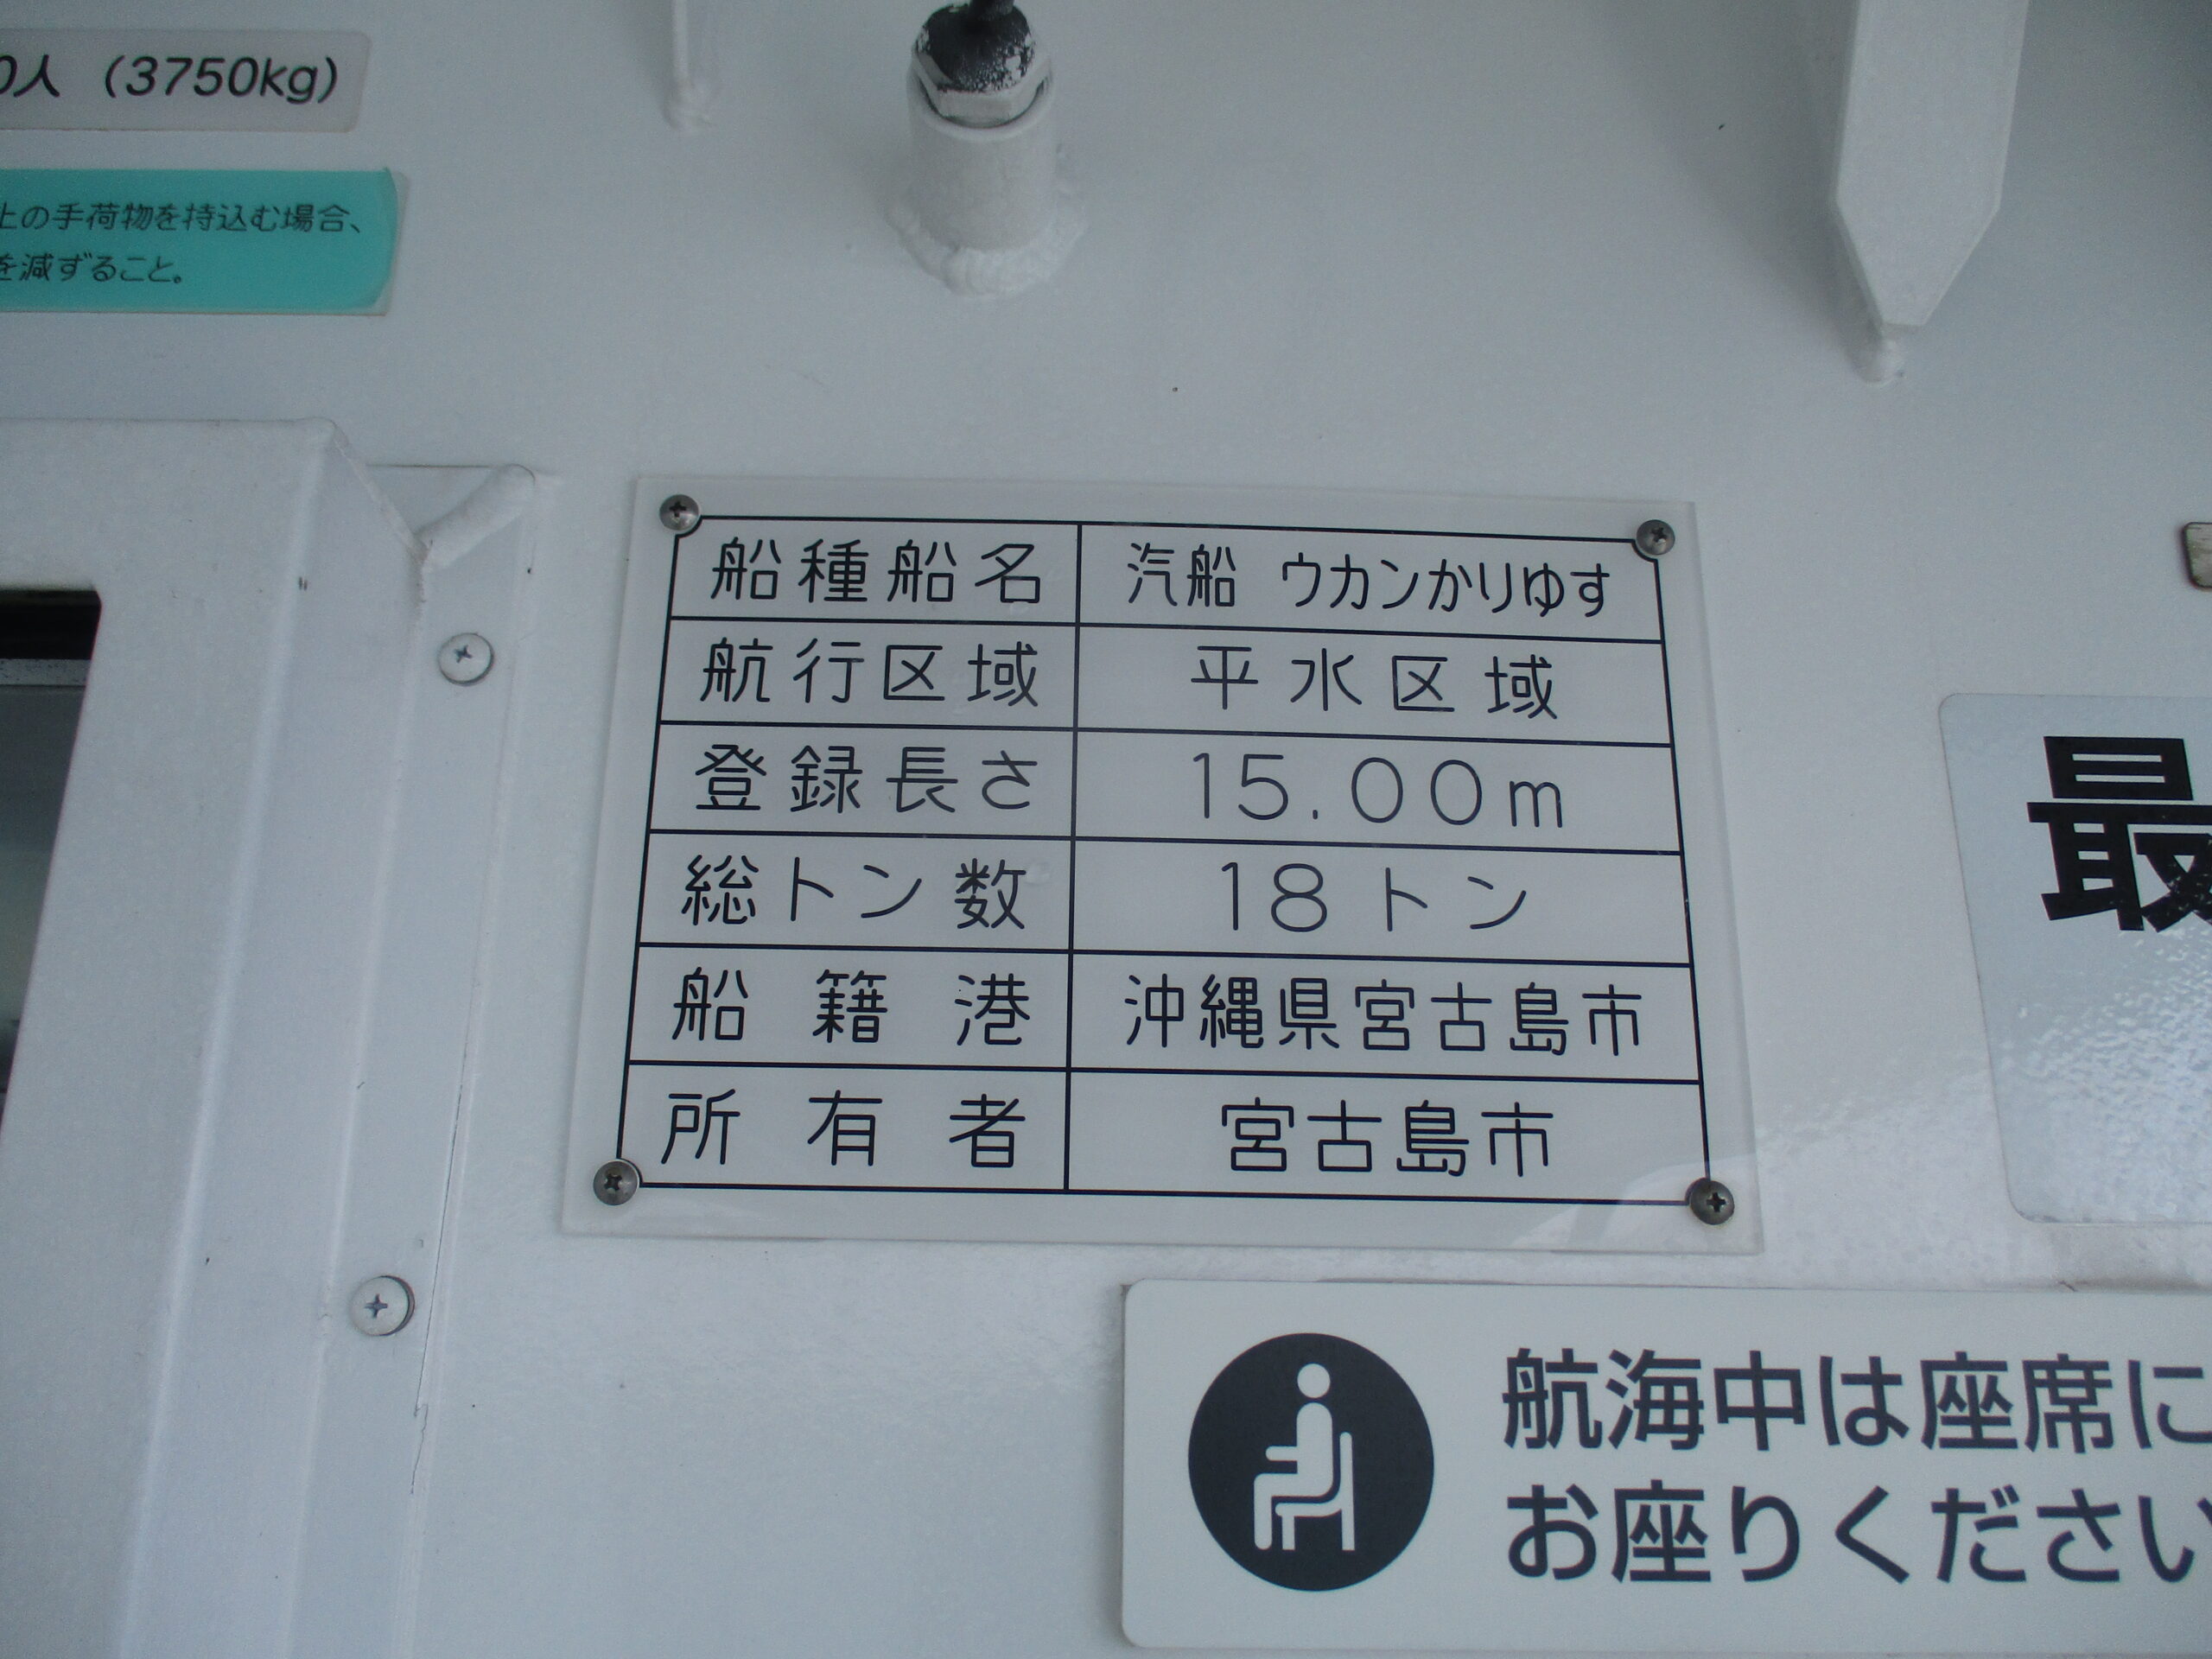 0人 (3750kg)
上の手荷物を持込む場合、
を減ずること。
船種船名 汽船 ウカンかりゆす
航行区域 平水区域
登録長さ 15.00m
総トン数 18トン
船籍港 沖縄県宮古島市
所有者 宮古島市
最
航海中は座席に
お座りください